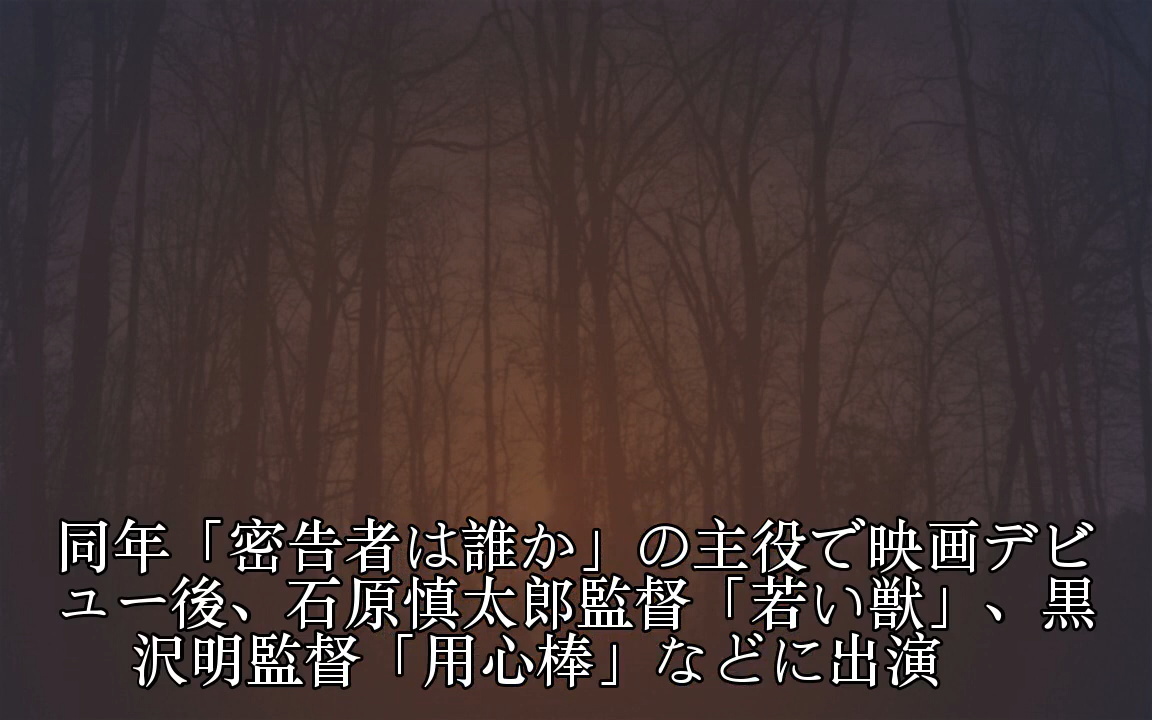 同年「密告者は誰か」の主役で映画デビ
ュー後、石原慎太郎監督「若い獣」、黒
沢明監督「用心棒」などに出演